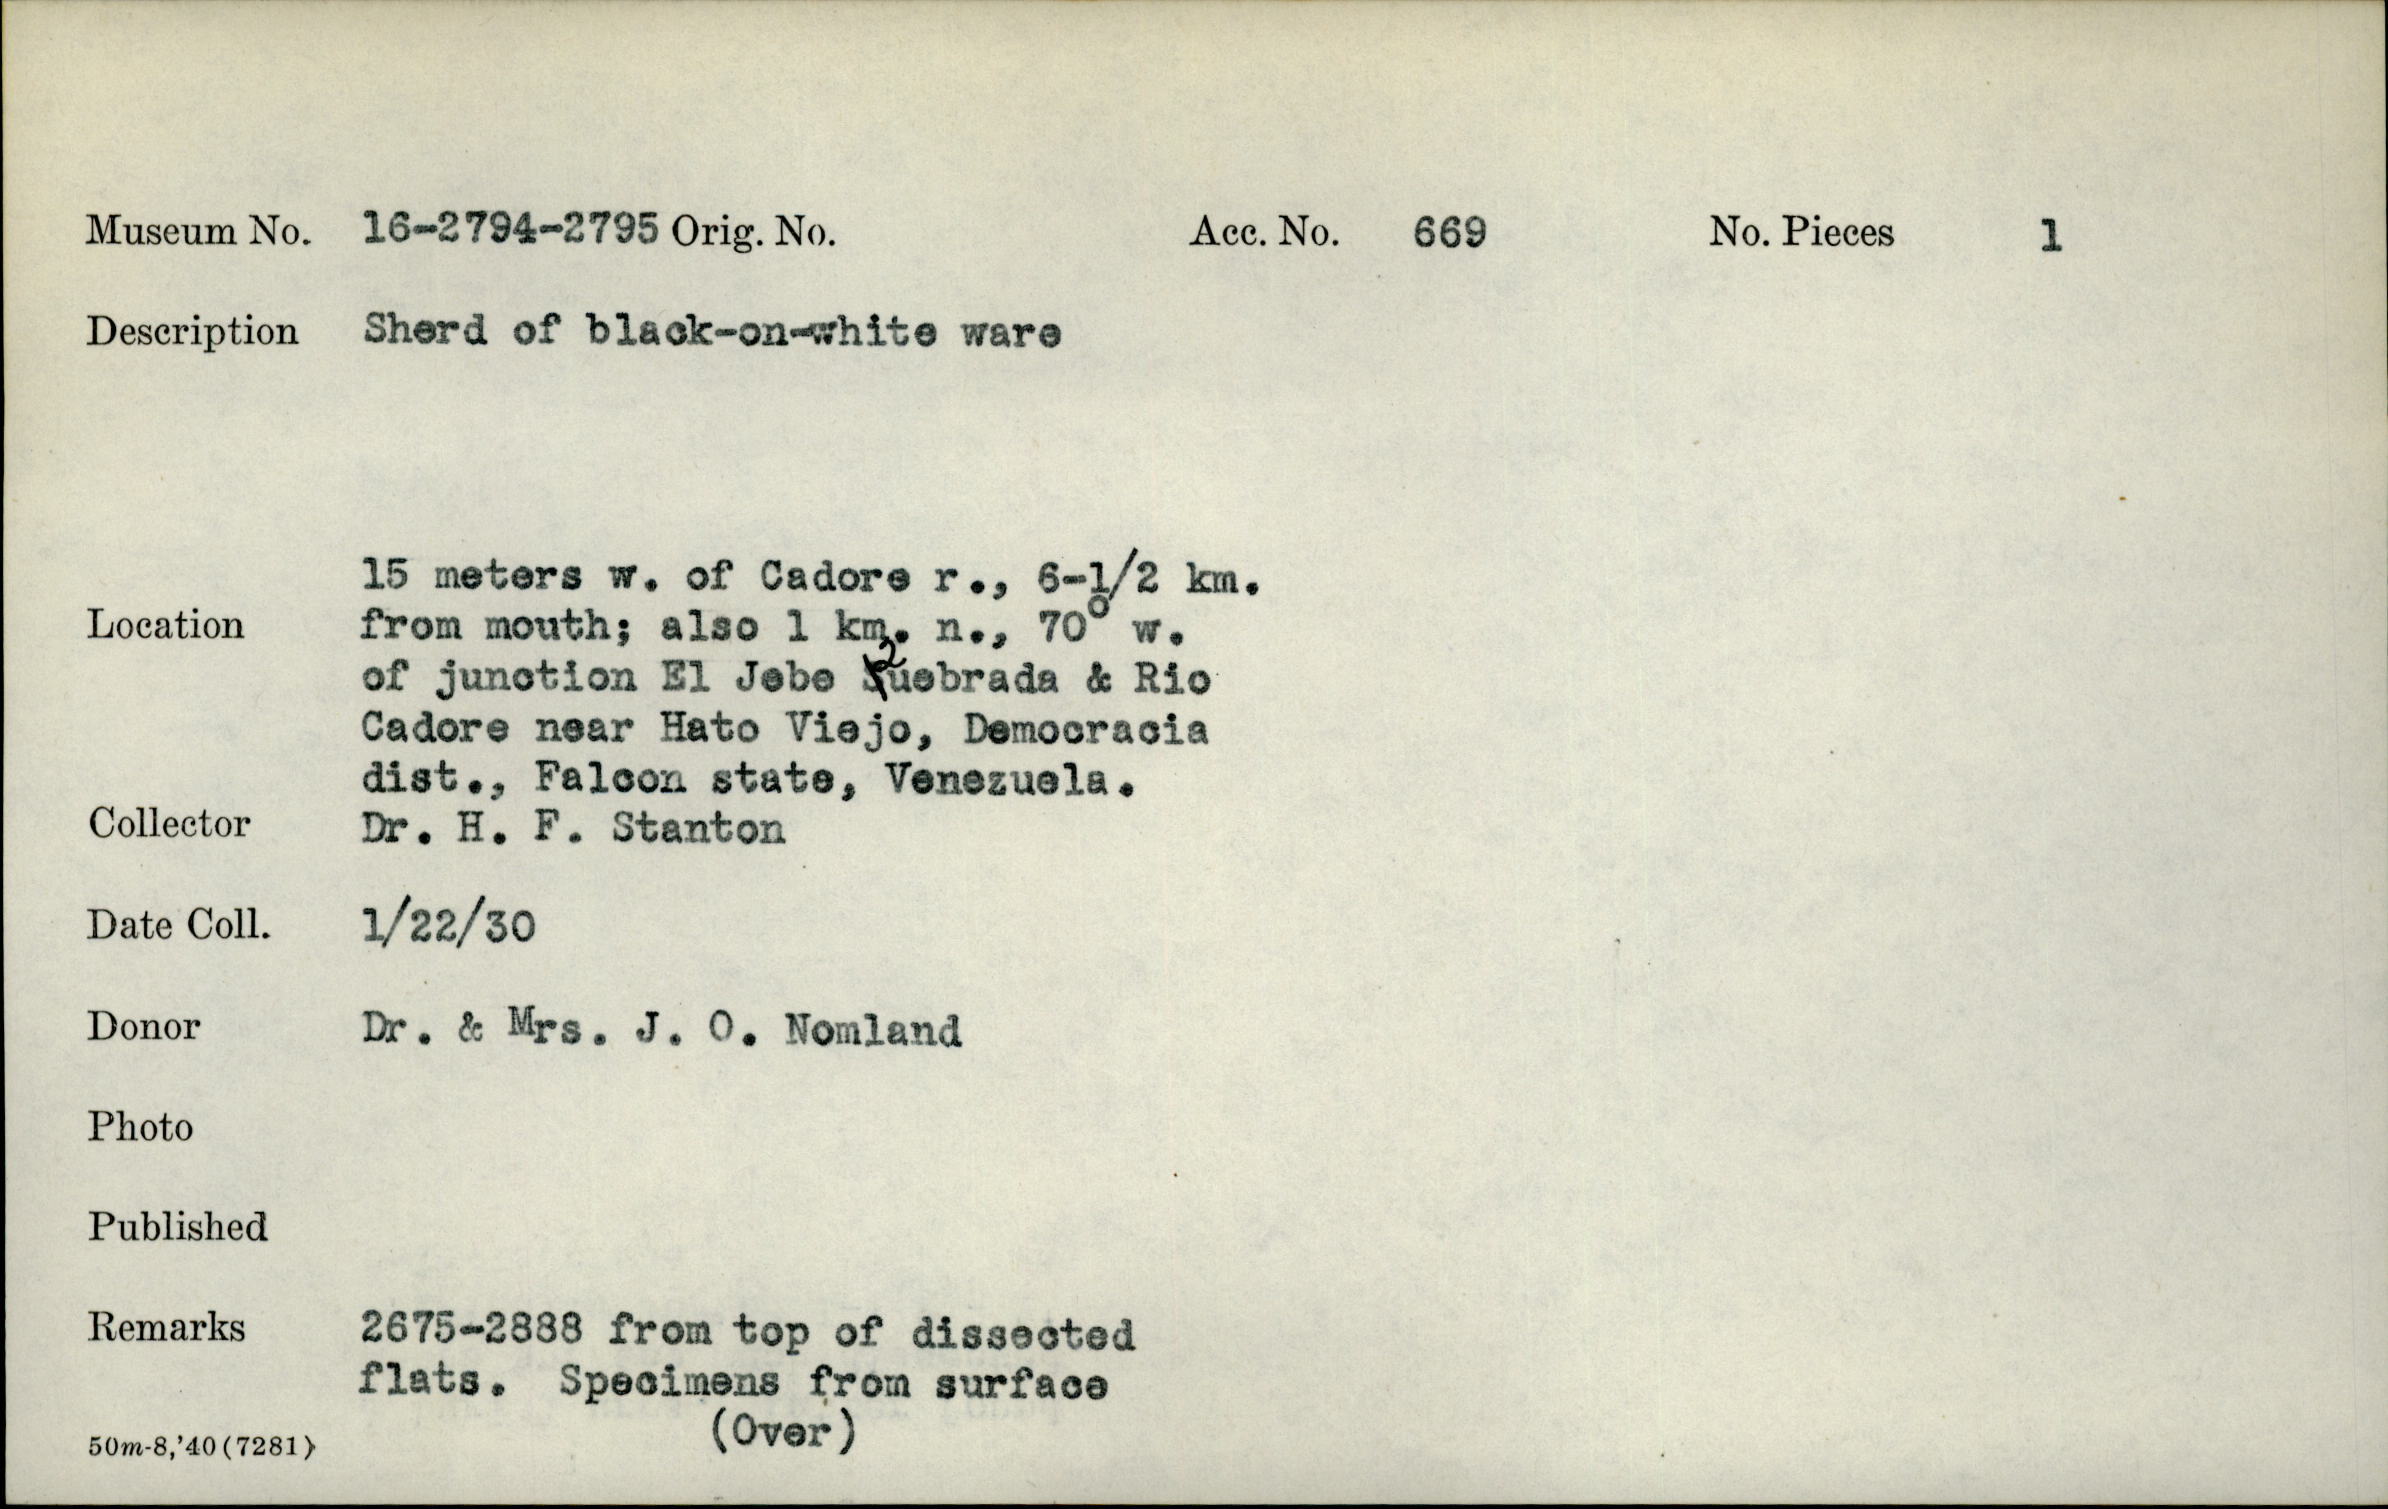 Museum No. 16-2794-2795 Orig. No. Acc. No. 669 No. Pieces 1
Description Sherd of black-on-white ware
15 meters w. of Cadore r., 6-1/2 km.
Location from mouth; also 1 km. n., 70° w.
of junction El Jebe Quebrada & Rio
Cadore near Hato Viejo, Democracia
dist., Falcon state, Venezuela.
Collector Dr. H. F. Stanton
Date Coll. 1/22/30
Donor Dr. & Mrs. J. O. Nomland
Photo
Published
Remarks 2675-2888 from top of dissected
flats. Specimens from surface
(Over)
50m-8,'40(7281)